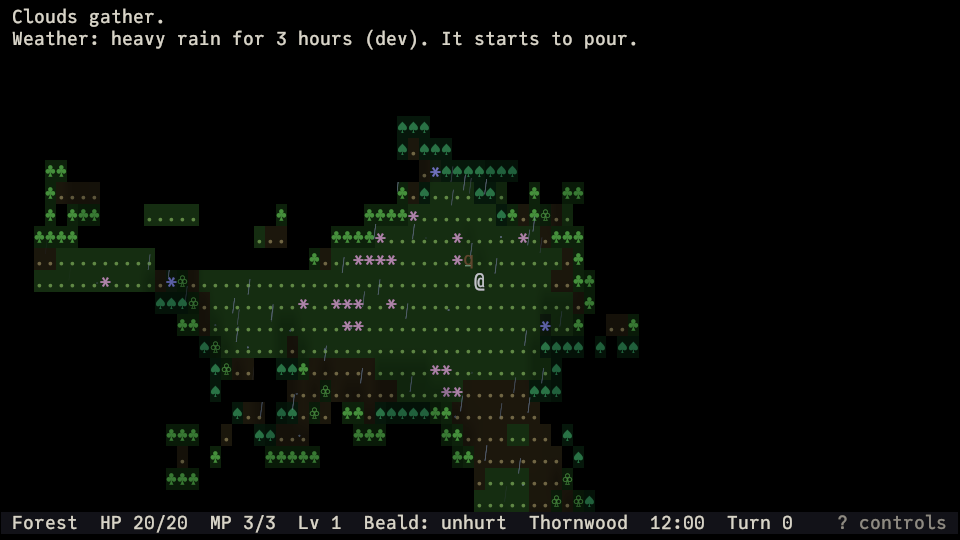 Clouds gather.
Weather: heavy rain for 3 hours (dev). It starts to pour.
Forest HP 20/20 MP 3/3 Lv 1 Beald: unhurt Thornwood 12:00 Turn 0 ? controls